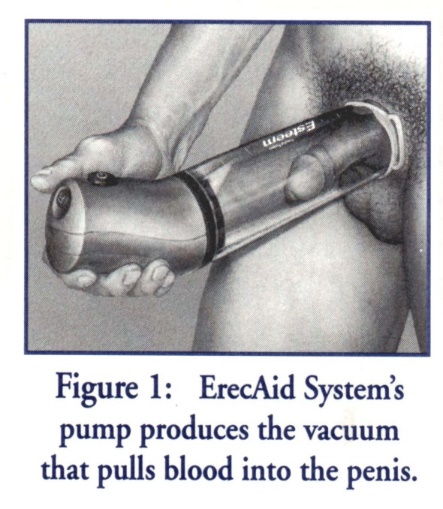 Esteem
Figure 1: ErecAid System's
pump produces the vacuum
that pulls blood into the penis.